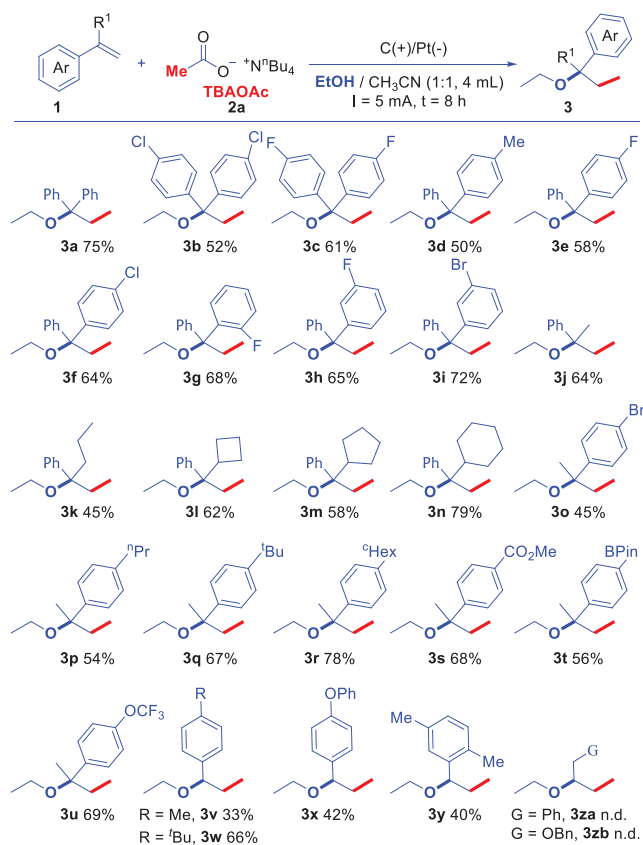 R¹
Ar
1
+
Me
O
O⁻ ⁺NⁿBu₄
TBAOAc
2a
C(+)/Pt(-)
EtOH / CH₃CN (1:1, 4 mL)
I = 5 mA, t = 8 h
R¹
Ar
O
3
Ph Ph
O
3a 75%
Cl Cl
O
3b 52%
F F
O
3c 61%
Me
Ph
O
3d 50%
F
Ph
O
3e 58%
Cl
Ph
O
3f 64%
Ph
F
O
3g 68%
F
Ph
O
3h 65%
Br
Ph
O
3i 72%
Ph
O
3j 64%
Ph
O
3k 45%
Ph
O
3l 62%
Ph
O
3m 58%
Ph
O
3n 79%
Br
O
3o 45%
ⁿPr
O
3p 54%
ᵗBu
O
3q 67%
ᶜHex
O
3r 78%
CO₂Me
O
3s 68%
BPin
O
3t 56%
OCF₃
O
3u 69%
R
O
R = Me, 3v 33%
R = ᵗBu, 3w 66%
OPh
O
3x 42%
Me
Me
O
3y 40%
G
O
G = Ph, 3za n.d.
G = OBn, 3zb n.d.